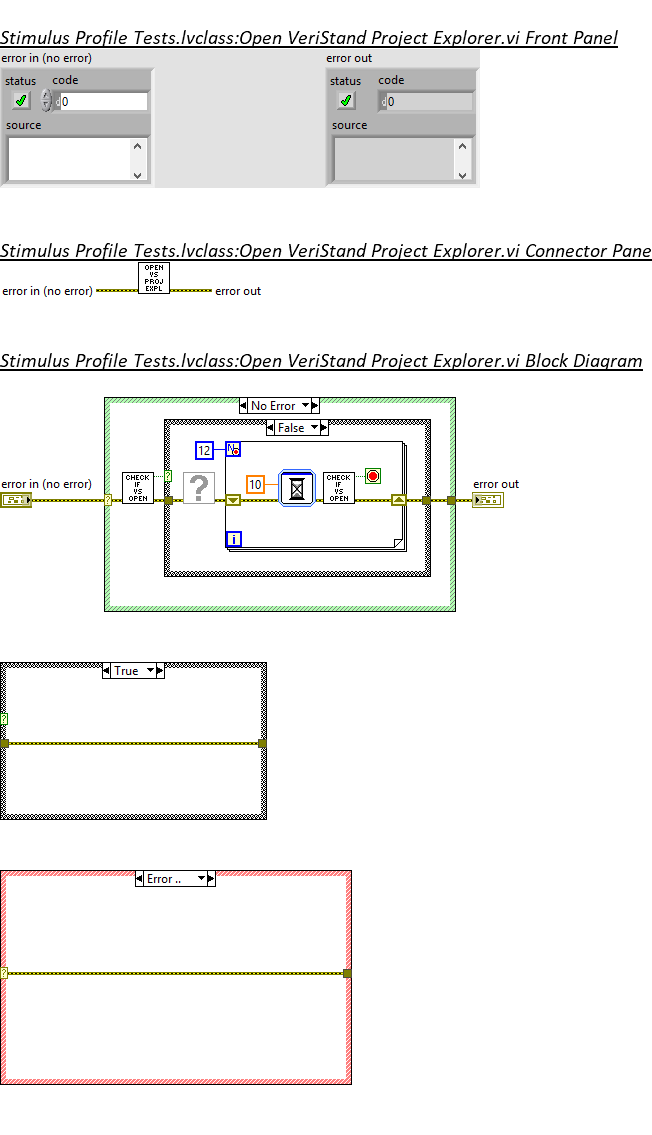 Stimulus Profile Tests.lvclass:Open VeriStand Project Explorer.vi Front Panel
error in (no error)
error out
status code
0
source
status code
0
source
Stimulus Profile Tests.lvclass:Open VeriStand Project Explorer.vi Connector Pane
OPEN
VS
PROJ
EXPL
error in (no error)
error out
Stimulus Profile Tests.lvclass:Open VeriStand Project Explorer.vi Block Diagram
No Error
False
12
N
error in (no error)
CHECK
IF
VS
OPEN
?
?
?
10
CHECK
IF
VS
OPEN
error out
i
True
?
Error ..
?